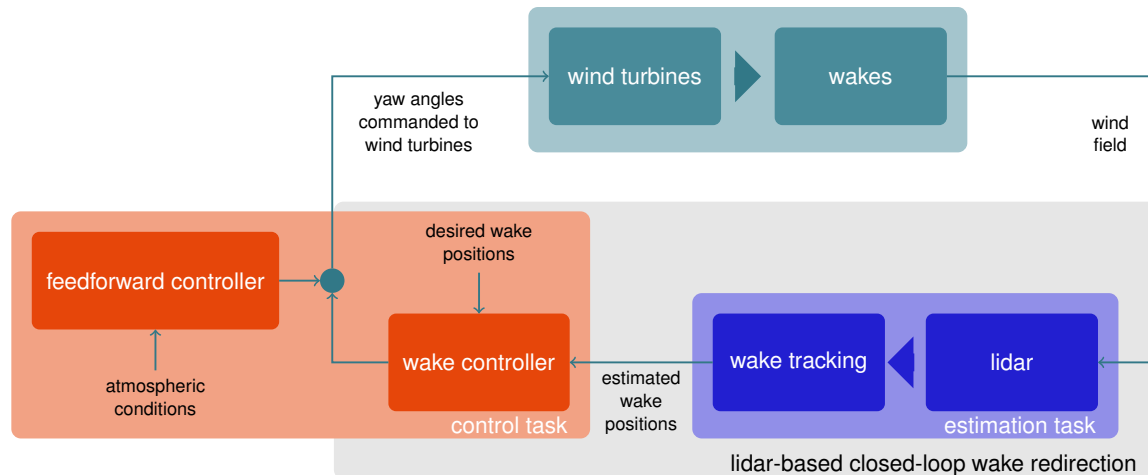 wind turbines
wakes
yaw angles
commanded to
wind turbines
wind
field
desired wake
positions
feedforward controller
wake controller
wake tracking
lidar
atmospheric
conditions
estimated
wake
positions
control task
estimation task
lidar-based closed-loop wake redirection